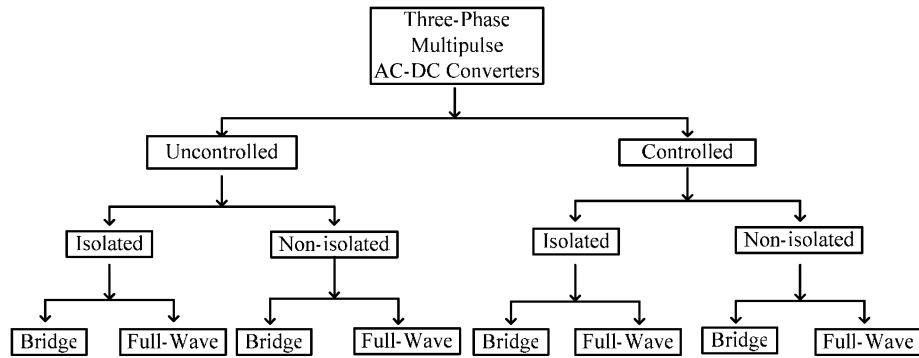 Three-Phase
Multipulse
AC-DC Converters
Uncontrolled
Controlled
Isolated
Non-isolated
Isolated
Non-isolated
Bridge
Full-Wave
Bridge
Full-Wave
Bridge
Full-Wave
Bridge
Full-Wave